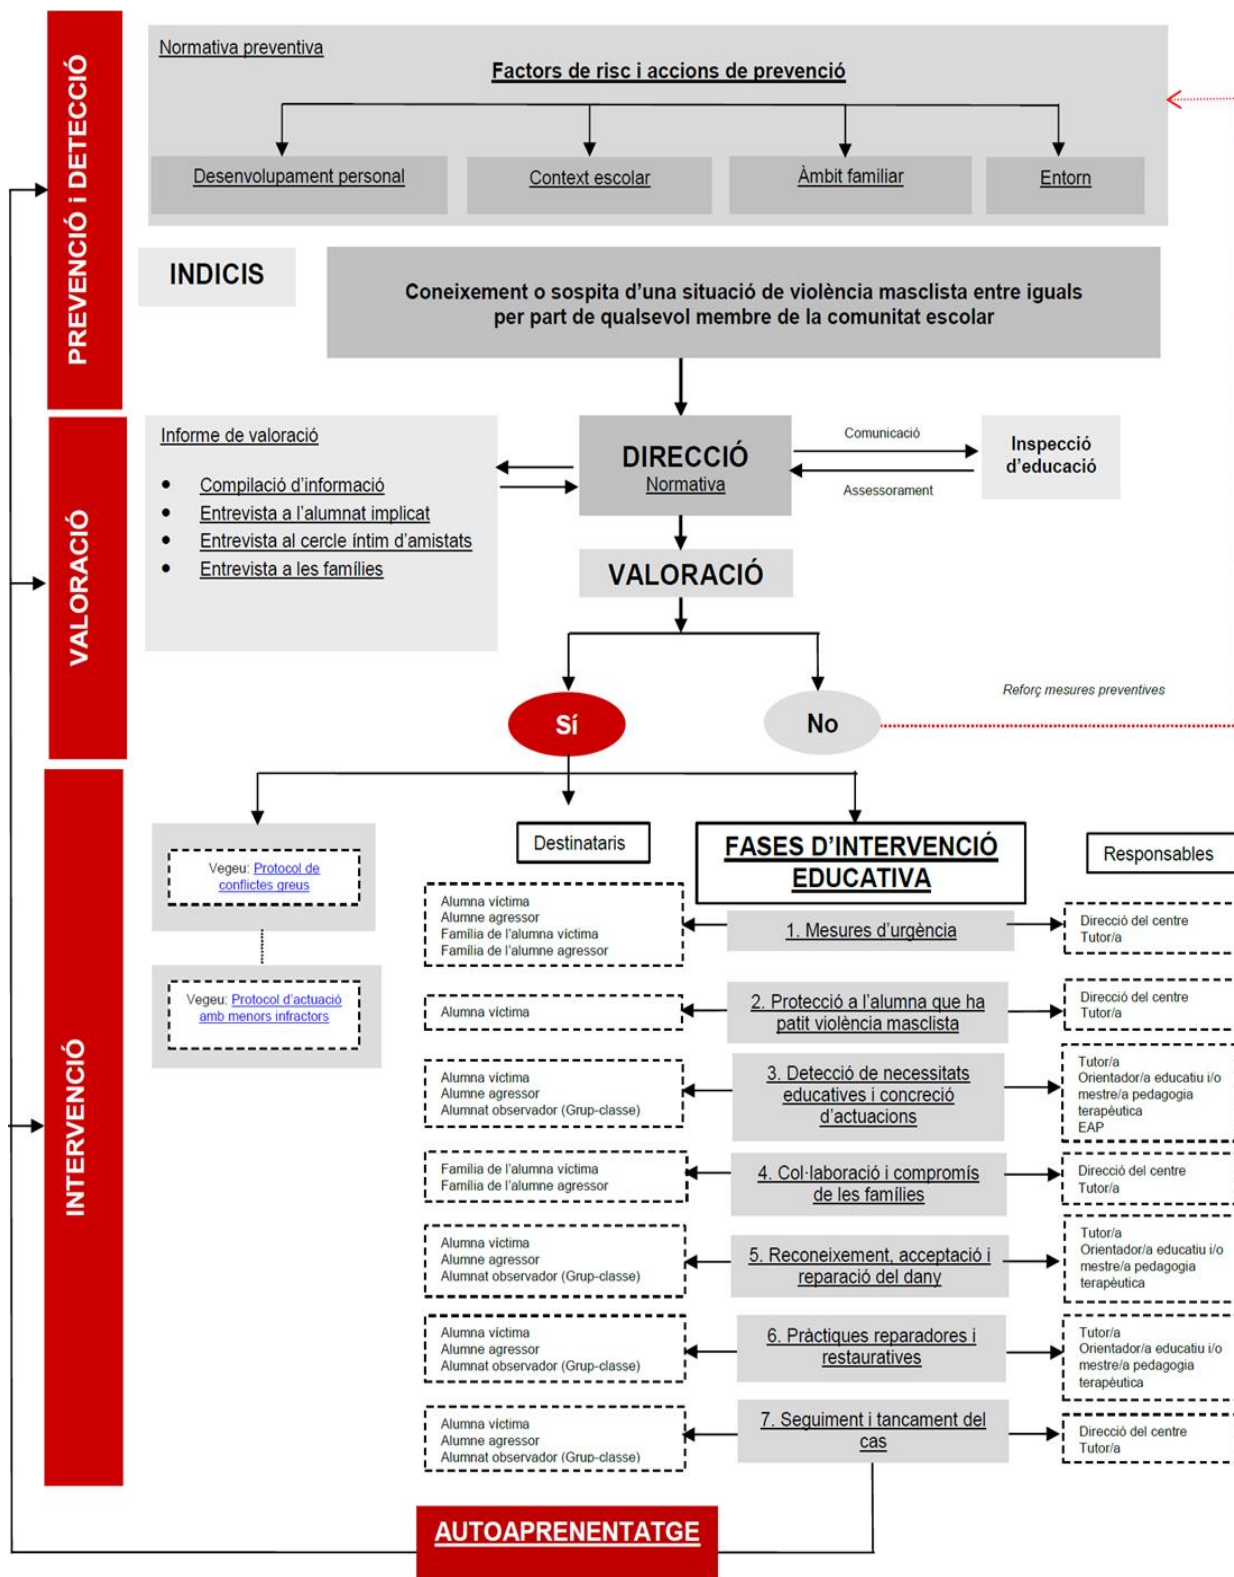 PREVENCIÓ i DETECCIÓ
Normativa preventiva
Factors de risc i accions de prevenció
Desenvolupament personal
Context escolar
Àmbit familiar
Entorn
INDICIS
Coneixement o sospita d'una situació de violència masclista entre iguals
per part de qualsevol membre de la comunitat escolar
VALORACIÓ
Informe de valoració
• Compilació d'informació
• Entrevista a l'alumnat implicat
• Entrevista al cercle íntim d'amistats
• Entrevista a les famílies
DIRECCIÓ
Normativa
Comunicació
Assessorament
Inspecció
d'educació
VALORACIÓ
Sí
No
Reforç mesures preventives
INTERVENCIÓ
Vegeu: Protocol de
conflictes greus
Vegeu: Protocol d'actuació
amb menors infractors
Destinataris
FASES D'INTERVENCIÓ
EDUCATIVA
Responsables
Alumna víctima
Alumne agressor
Família de l'alumna víctima
Família de l'alumne agressor
1. Mesures d'urgència
Direcció del centre
Tutor/a
Alumna víctima
2. Protecció a l'alumna que ha
patit violència masclista
Direcció del centre
Tutor/a
Alumna víctima
Alumne agressor
Alumnat observador (Grup-classe)
3. Detecció de necessitats
educatives i concreció
d'actuacions
Tutor/a
Orientador/a educatiu i/o
mestre/a pedagogia
terapèutica
EAP
Família de l'alumna víctima
Família de l'alumne agressor
4. Col·laboració i compromís
de les famílies
Direcció del centre
Tutor/a
Alumna víctima
Alumne agressor
Alumnat observador (Grup-classe)
5. Reconeixement, acceptació i
reparació del dany
Tutor/a
Orientador/a educatiu i/o
mestre/a pedagogia
terapèutica
Alumna víctima
Alumne agressor
Alumnat observador (Grup-classe)
6. Pràctiques reparadores i
restauratives
Tutor/a
Orientador/a educatiu i/o
mestre/a pedagogia
terapèutica
Alumna víctima
Alumne agressor
Alumnat observador (Grup-classe)
7. Seguiment i tancament del
cas
Direcció del centre
Tutor/a
AUTOAPRENENTATGE